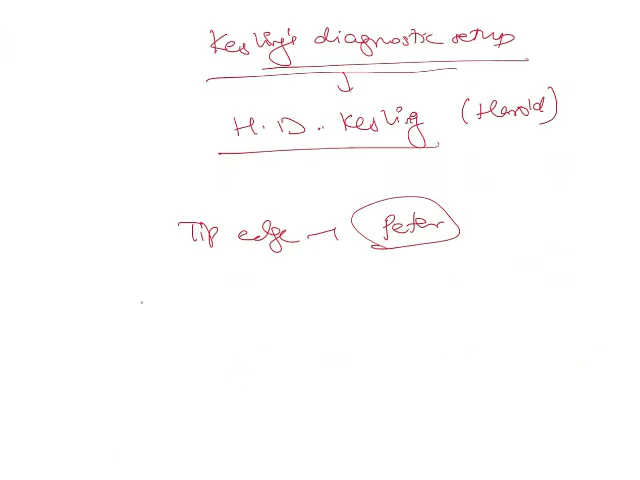 Kesling's diagnostic setup
↓
H. D. Kesling (Harold)
Tip edge → Peter